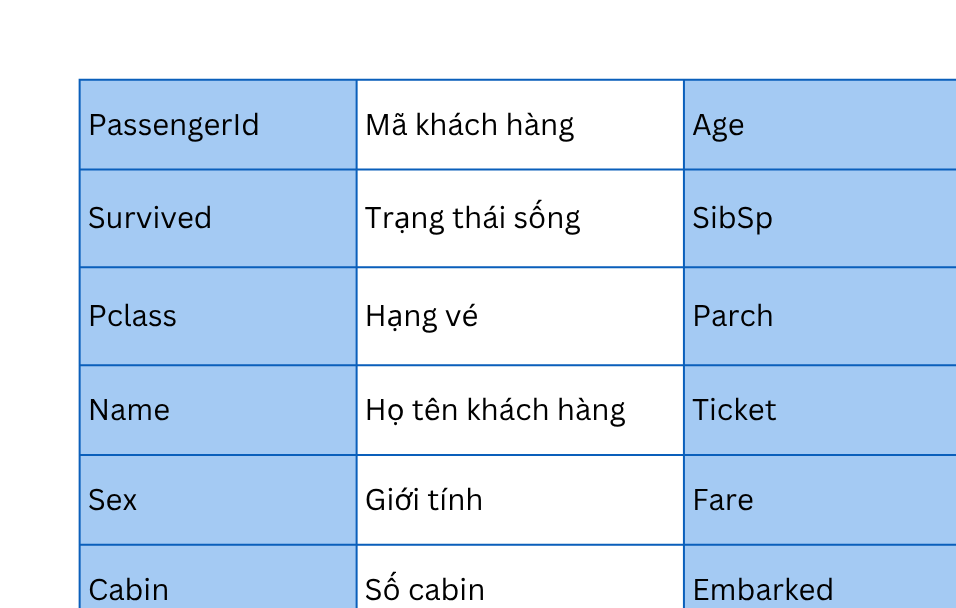 PassengerId Mã khách hàng Age
Survived Trạng thái sống SibSp
Pclass Hạng vé Parch
Name Họ tên khách hàng Ticket
Sex Giới tính Fare
Cabin Số cabin Embarked